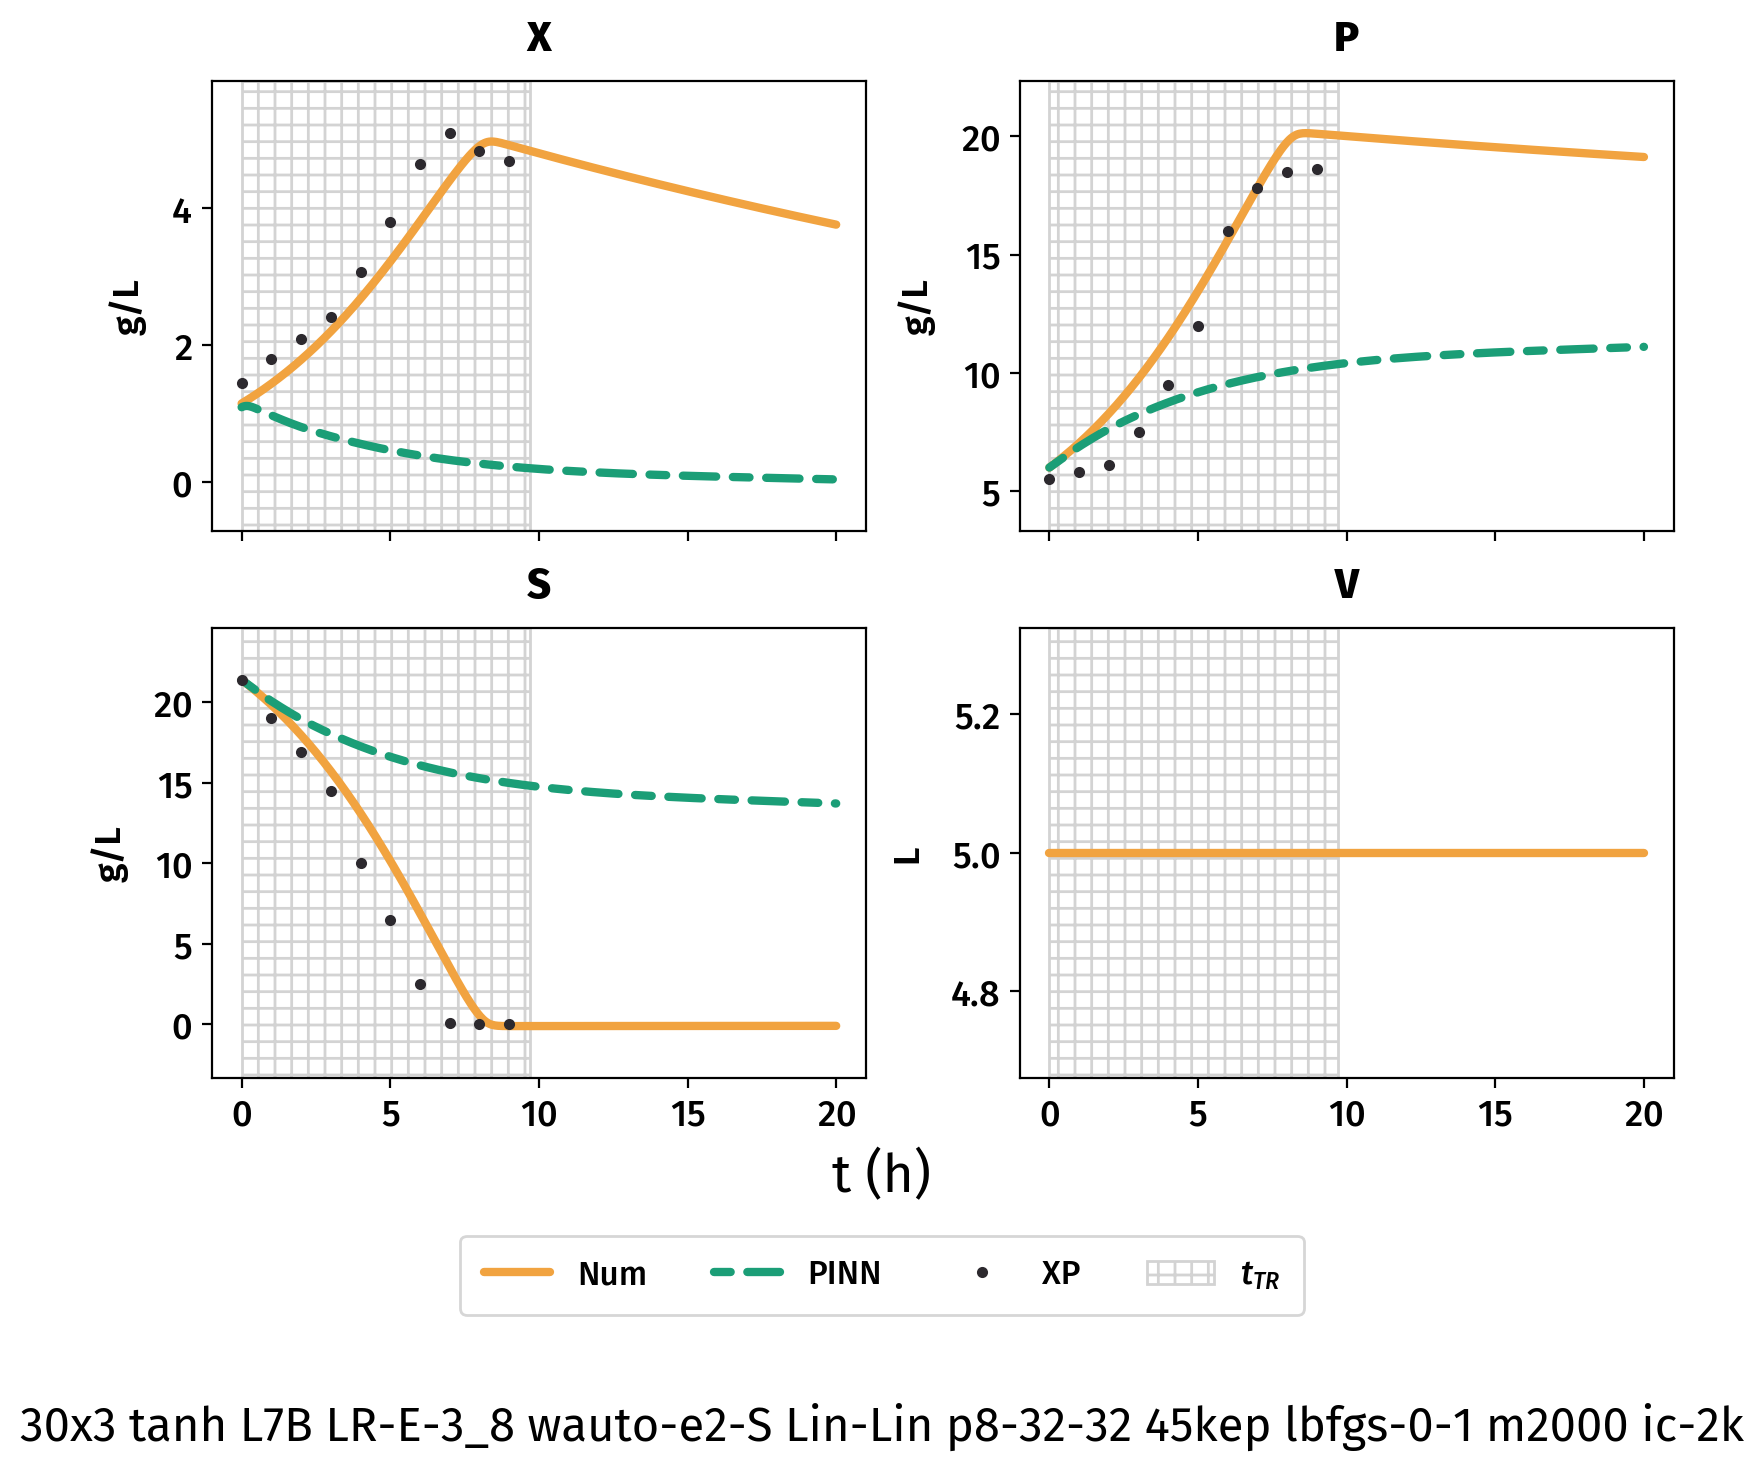 X
P
g/L
4
2
0
g/L
20
15
10
5
S
V
g/L
20
15
10
5
0
L
5.2
5.0
4.8
0 5 10 15 20
0 5 10 15 20
t (h)
Num PINN XP tTR
30x3 tanh L7B LR-E-3_8 wauto-e2-S Lin-Lin p8-32-32 45kep lbfgs-0-1 m2000 ic-2k